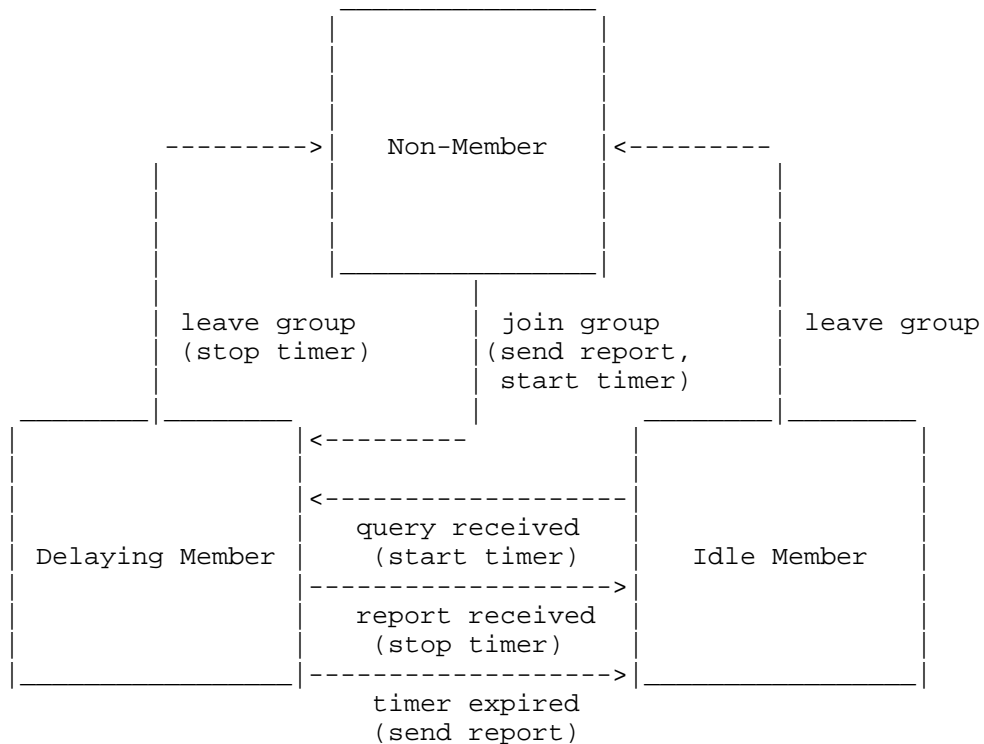 Non-Member
leave group
(stop timer)
join group
(send report,
start timer)
leave group
query received
(start timer)
Delaying Member
Idle Member
report received
(stop timer)
timer expired
(send report)